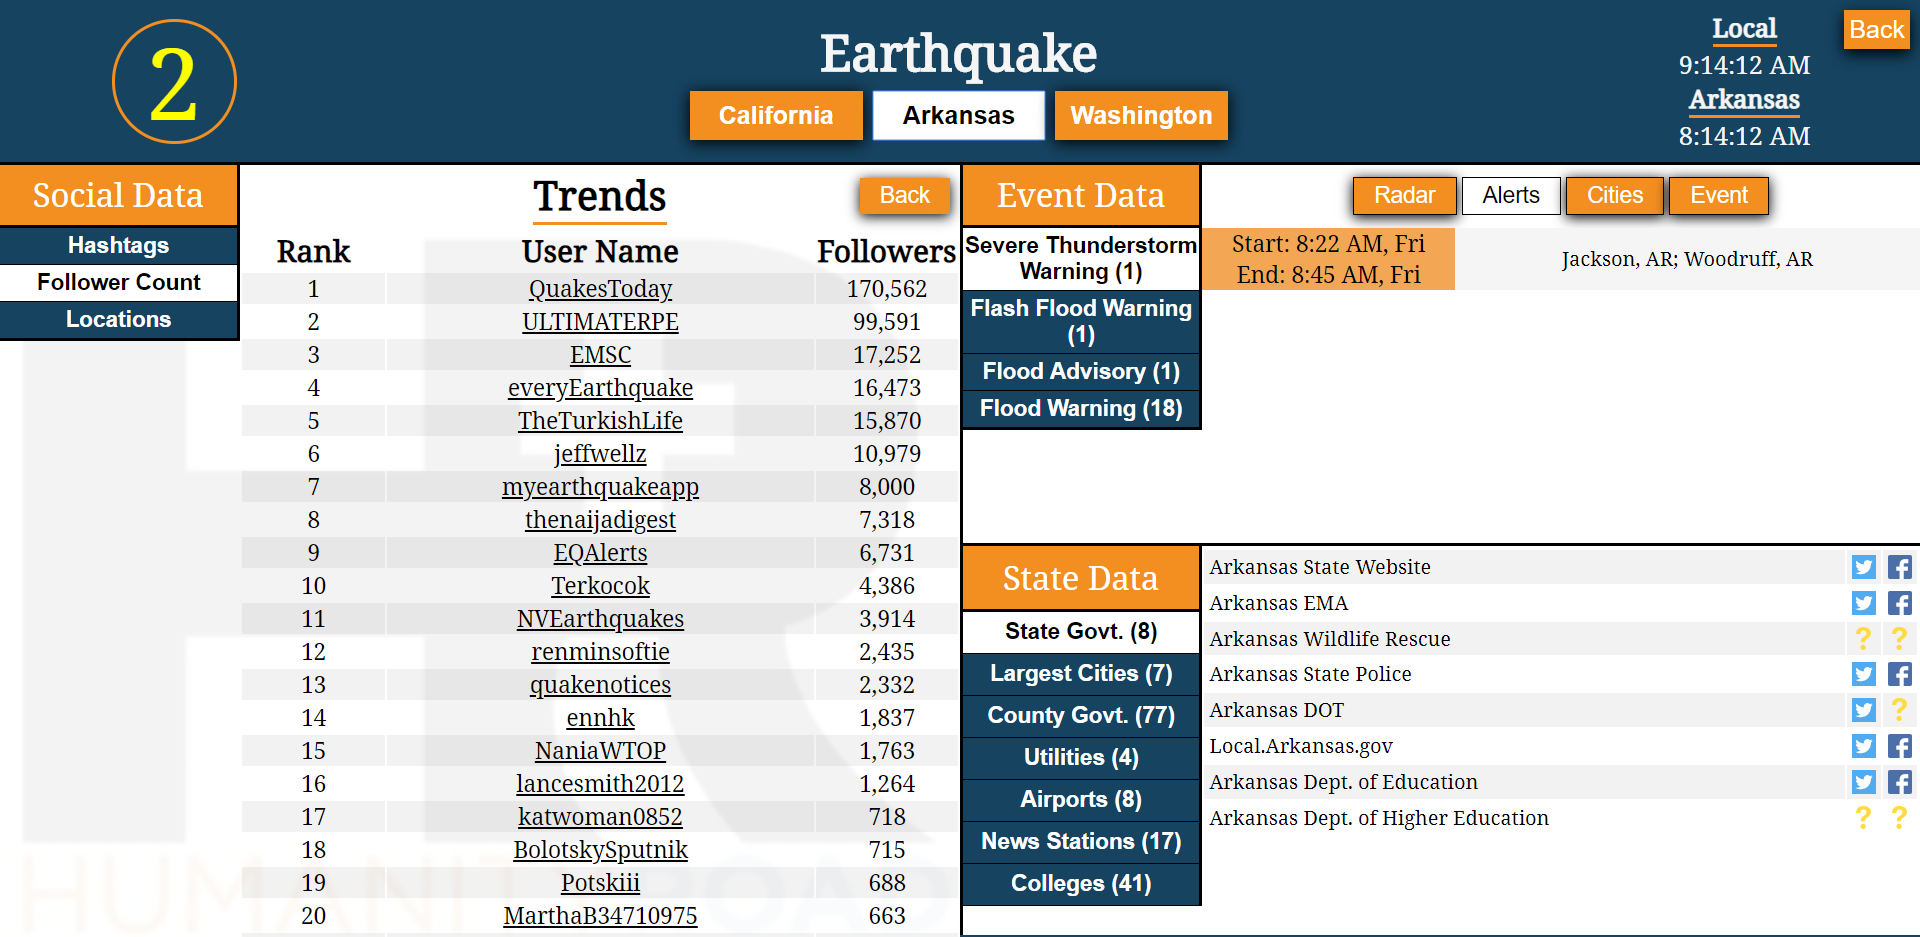 2
Earthquake
California Arkansas Washington
Local
9:14:12 AM
Arkansas
8:14:12 AM
Back
Social Data
Hashtags
Follower Count
Locations
Trends
Back
Rank User Name Followers
1 QuakesToday 170,562
2 ULTIMATERPE 99,591
3 EMSC 17,252
4 everyEarthquake 16,473
5 TheTurkishLife 15,870
6 jeffwellz 10,979
7 myearthquakeapp 8,000
8 thenaijadigest 7,318
9 EQAlerts 6,731
10 Terkocok 4,386
11 NVEarthquakes 3,914
12 renminsoftie 2,435
13 quakenotices 2,332
14 ennhk 1,837
15 NaniaWTOP 1,763
16 lancesmith2012 1,264
17 katwoman0852 718
18 BolotskySputnik 715
19 Potskiii 688
20 MarthaB34710975 663
HUMANITY ROAD
Event Data
Severe Thunderstorm
Warning (1)
Flash Flood Warning
(1)
Flood Advisory (1)
Flood Warning (18)
Radar Alerts Cities Event
Start: 8:22 AM, Fri
End: 8:45 AM, Fri
Jackson, AR; Woodruff, AR
State Data
State Govt. (8)
Largest Cities (7)
County Govt. (77)
Utilities (4)
Airports (8)
News Stations (17)
Colleges (41)
Arkansas State Website
Arkansas EMA
Arkansas Wildlife Rescue ? ?
Arkansas State Police
Arkansas DOT ?
Local.Arkansas.gov
Arkansas Dept. of Education
Arkansas Dept. of Higher Education ? ?